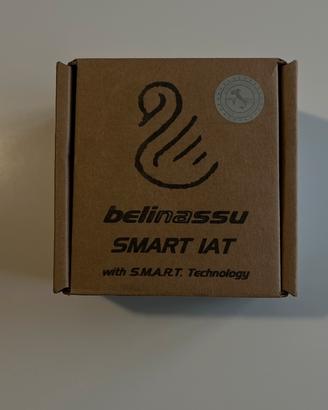 belinassu
SMART IAT
with S.M.A.R.T. Technology